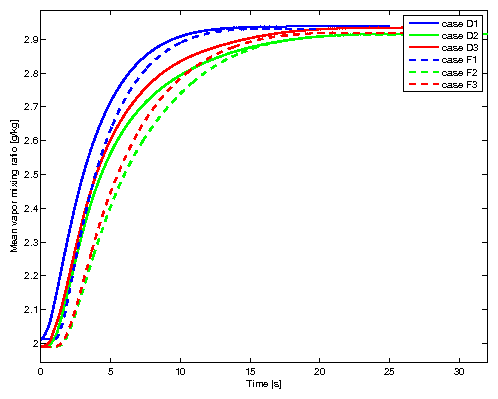 case D1
case D2
case D3
case F1
case F2
case F3
Mean vapor mixing ratio [g/kg]
2.9
2.8
2.7
2.6
2.5
2.4
2.3
2.2
2.1
2
0 5 10 15 20 25 30
Time [s]